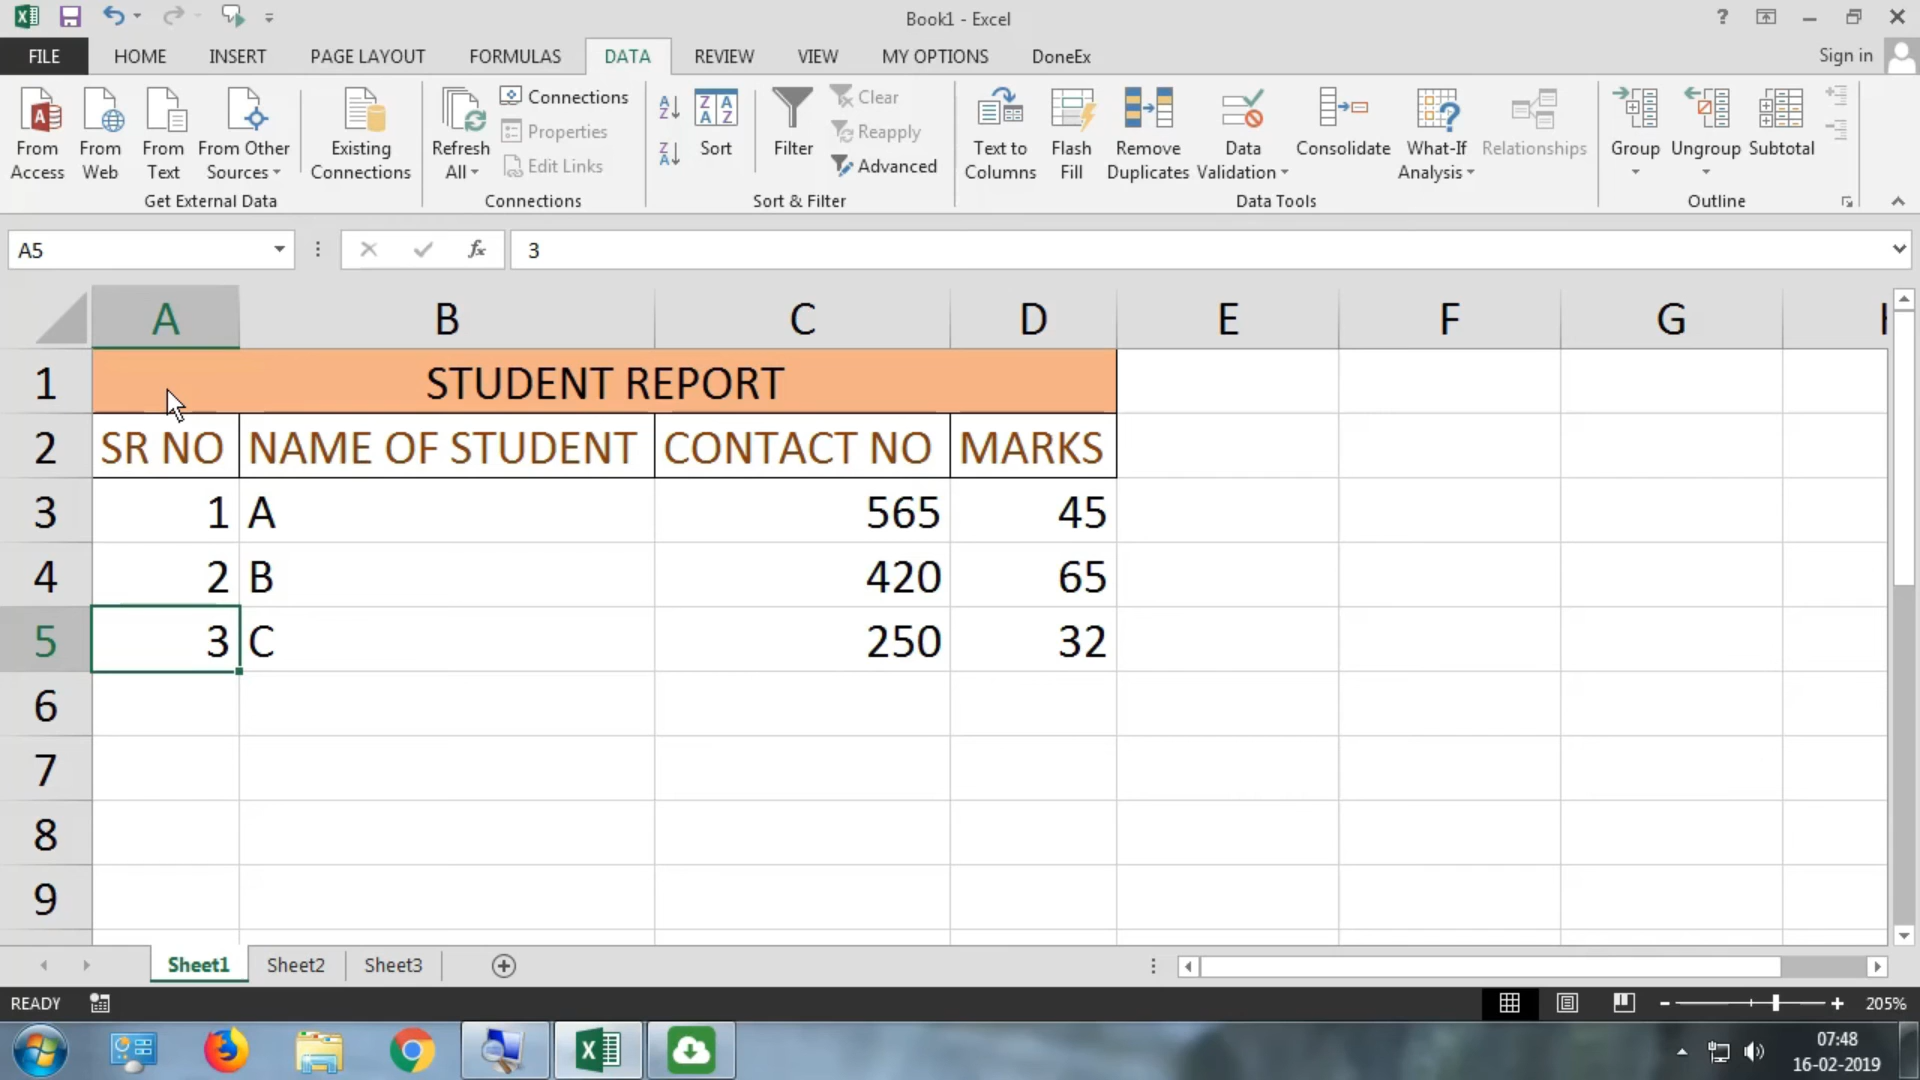 Book1 - Excel
?
FILE HOME INSERT PAGE LAYOUT FORMULAS DATA REVIEW VIEW MY OPTIONS DoneEx Sign in
From Access
From Web
From Text
From Other Sources
Get External Data
Existing Connections
Refresh All
Connections
Properties
Edit Links
Connections
Sort
Filter
Clear
Reapply
Advanced
Sort & Filter
Text to Columns
Flash Fill
Remove Duplicates
Data Validation
Consolidate
What-If Analysis
Relationships
Data Tools
Group
Ungroup
Subtotal
Outline
A5 fx 3
A B C D E F G
1 STUDENT REPORT
2 SR NO NAME OF STUDENT CONTACT NO MARKS
3 1 A 565 45
4 2 B 420 65
5 3 C 250 32
6
7
8
9
Sheet1 Sheet2 Sheet3
READY 205%
07:48
16-02-2019